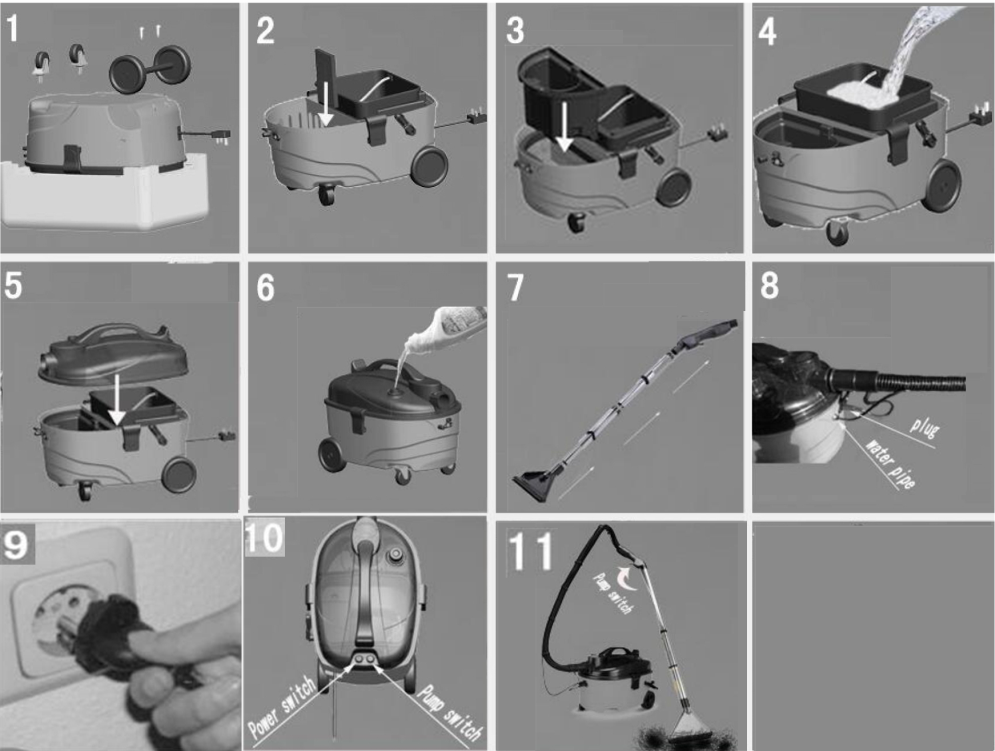 1
2
3
4
5
6
7
8
plug
water pipe
9
10
Power switch
Pump switch
11
Pump switch